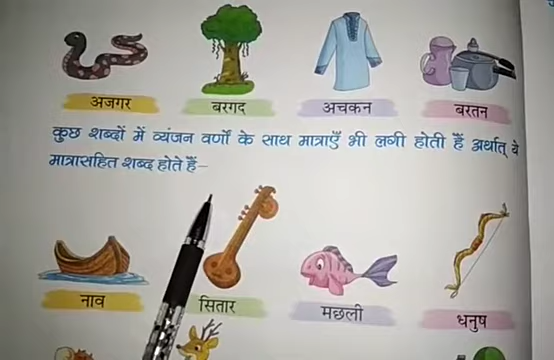 अजगर बरगद अचकन बरतन
कुछ शब्दों में व्यंजन वर्णों के साथ मात्राएँ भी लगी होती हैं अर्थात् ये
मात्रासहित शब्द होते हैं–
नाव सितार मछली धनुष